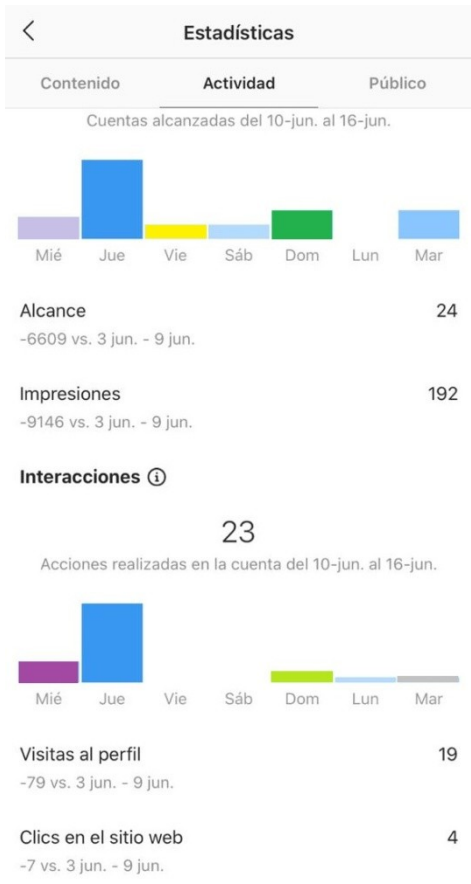 Estadísticas
Contenido Actividad Público
Cuentas alcanzadas del 10-jun. al 16-jun.
Mié Jue Vie Sáb Dom Lun Mar
Alcance 24
-6609 vs. 3 jun. - 9 jun.
Impresiones 192
-9146 vs. 3 jun. - 9 jun.
Interacciones
23
Acciones realizadas en la cuenta del 10-jun. al 16-jun.
Mié Jue Vie Sáb Dom Lun Mar
Visitas al perfil 19
-79 vs. 3 jun. - 9 jun.
Clics en el sitio web 4
-7 vs. 3 jun. - 9 jun.